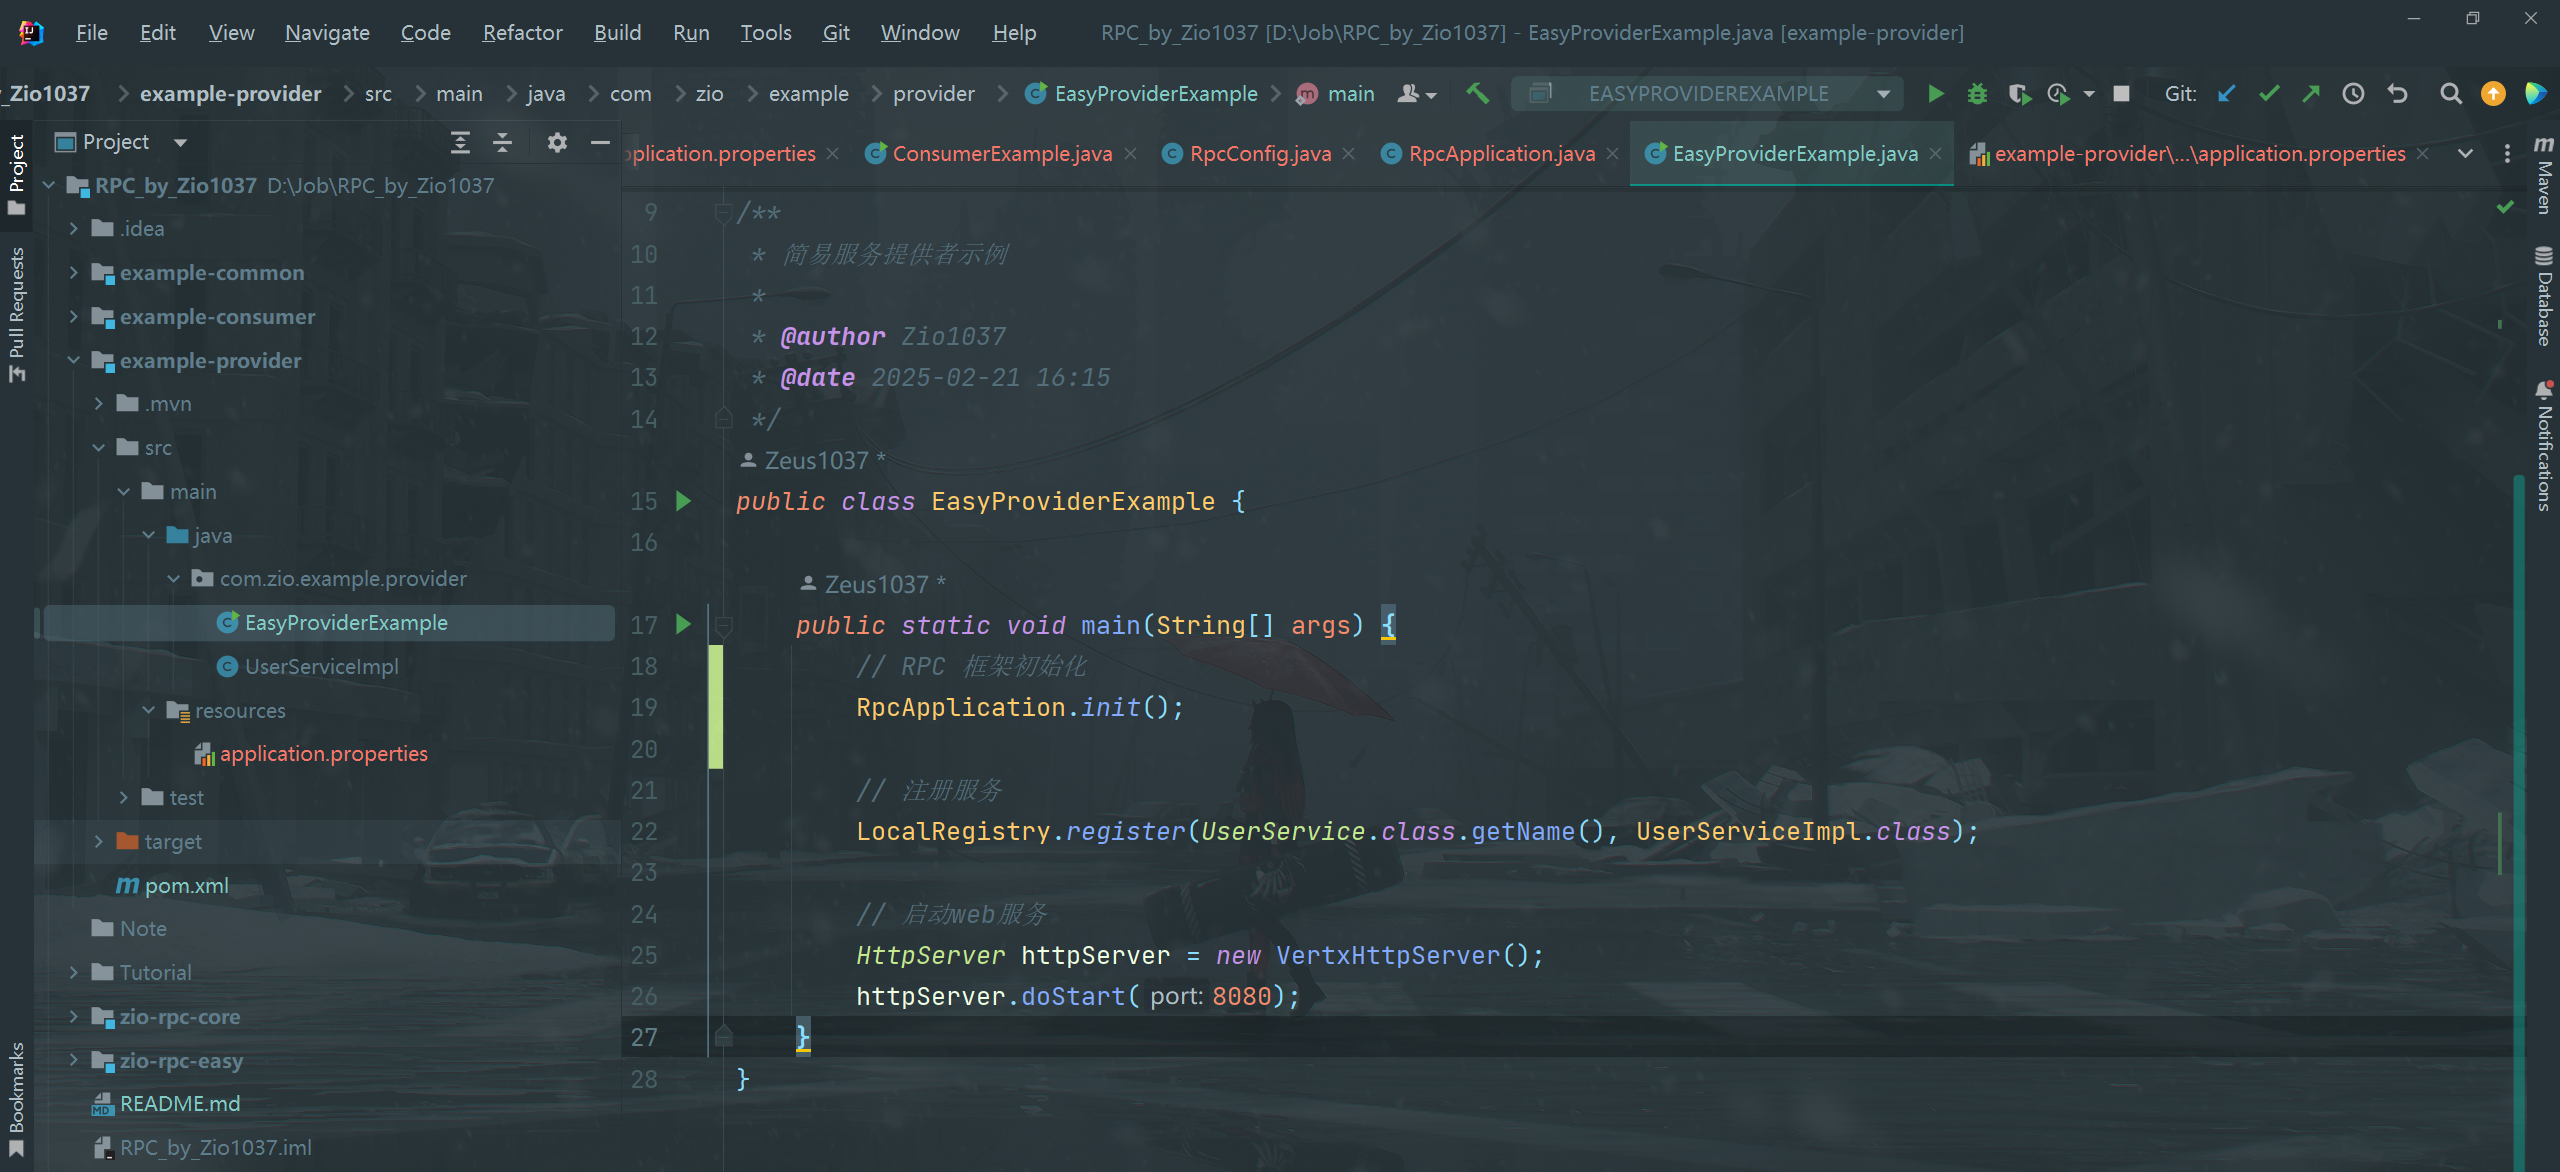 File Edit View Navigate Code Refactor Build Run Tools Git Window Help RPC_by_Zio1037 [D:\Job\RPC_by_Zio1037] - EasyProviderExample.java [example-provider]
_Zio1037 example-provider src main java com zio example provider EasyProviderExample main EASYPROVIDEREXAMPLE Git:
Project
pplication.properties ConsumerExample.java RpcConfig.java RpcApplication.java EasyProviderExample.java example-provider\...\application.properties
Project
Pull Requests
Bookmarks
RPC_by_Zio1037 D:\Job\RPC_by_Zio1037
.idea
example-common
example-consumer
example-provider
.mvn
src
main
java
com.zio.example.provider
EasyProviderExample
UserServiceImpl
resources
application.properties
test
target
pom.xml
Note
Tutorial
zio-rpc-core
zio-rpc-easy
README.md
RPC_by_Zio1037.iml
9 /**
10 * 简易服务提供者示例
11 *
12 * @author Zio1037
13 * @date 2025-02-21 16:15
14 */
Zeus1037 *
15 public class EasyProviderExample {
16
Zeus1037 *
17 public static void main(String[] args) {
18 // RPC 框架初始化
19 RpcApplication.init();
20
21 // 注册服务
22 LocalRegistry.register(UserService.class.getName(), UserServiceImpl.class);
23
24 // 启动web服务
25 HttpServer httpServer = new VertxHttpServer();
26 httpServer.doStart( port: 8080);
27 }
28 }
Maven
Database
Notifications